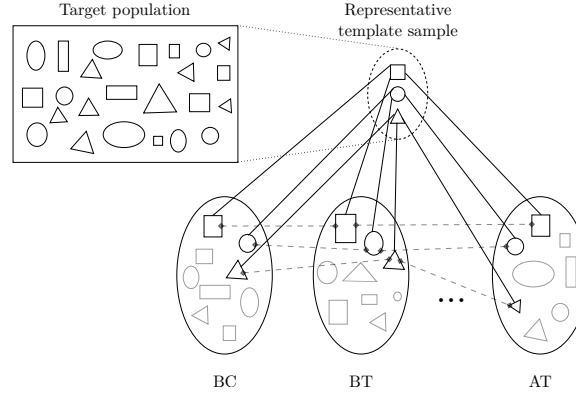 Target population
Representative
template sample
...
BC
BT
AT